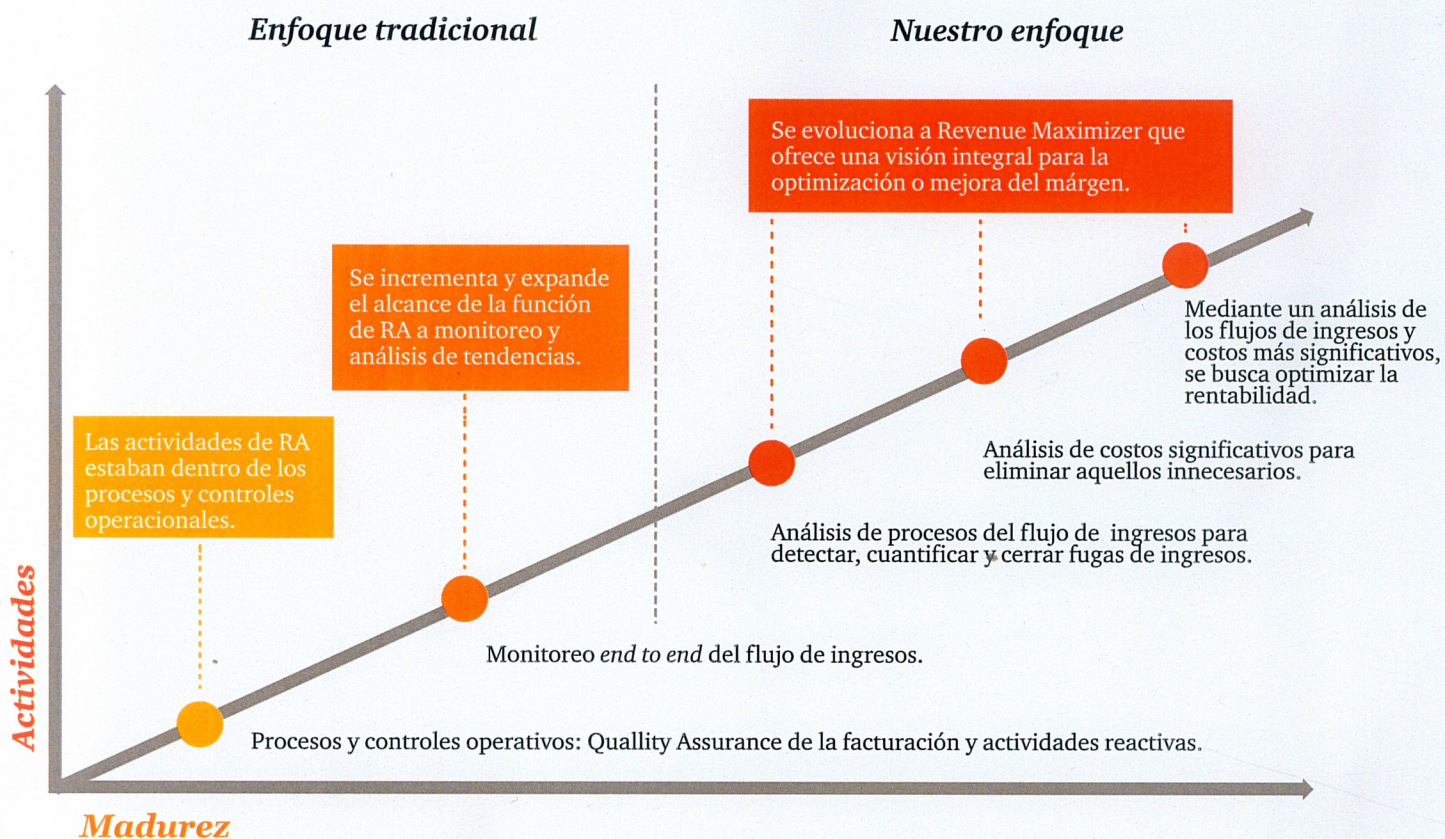 Enfoque tradicional
Nuestro enfoque
Se evoluciona a Revenue Maximizer que
ofrece una visión integral para la
optimización o mejora del márgen.
Se incrementa y expande
el alcance de la función
de RA a monitoreo y
análisis de tendencias.
Las actividades de RA
estaban dentro de los
procesos y controles
operacionales.
Mediante un análisis de
los flujos de ingresos y
costos más significativos,
se busca optimizar la
rentabilidad.
Análisis de costos significativos para
eliminar aquellos innecesarios.
Análisis de procesos del flujo de ingresos para
detectar, cuantificar y cerrar fugas de ingresos.
Monitoreo end to end del flujo de ingresos.
Procesos y controles operativos: Quallity Assurance de la facturación y actividades reactivas.
Actividades
Madurez